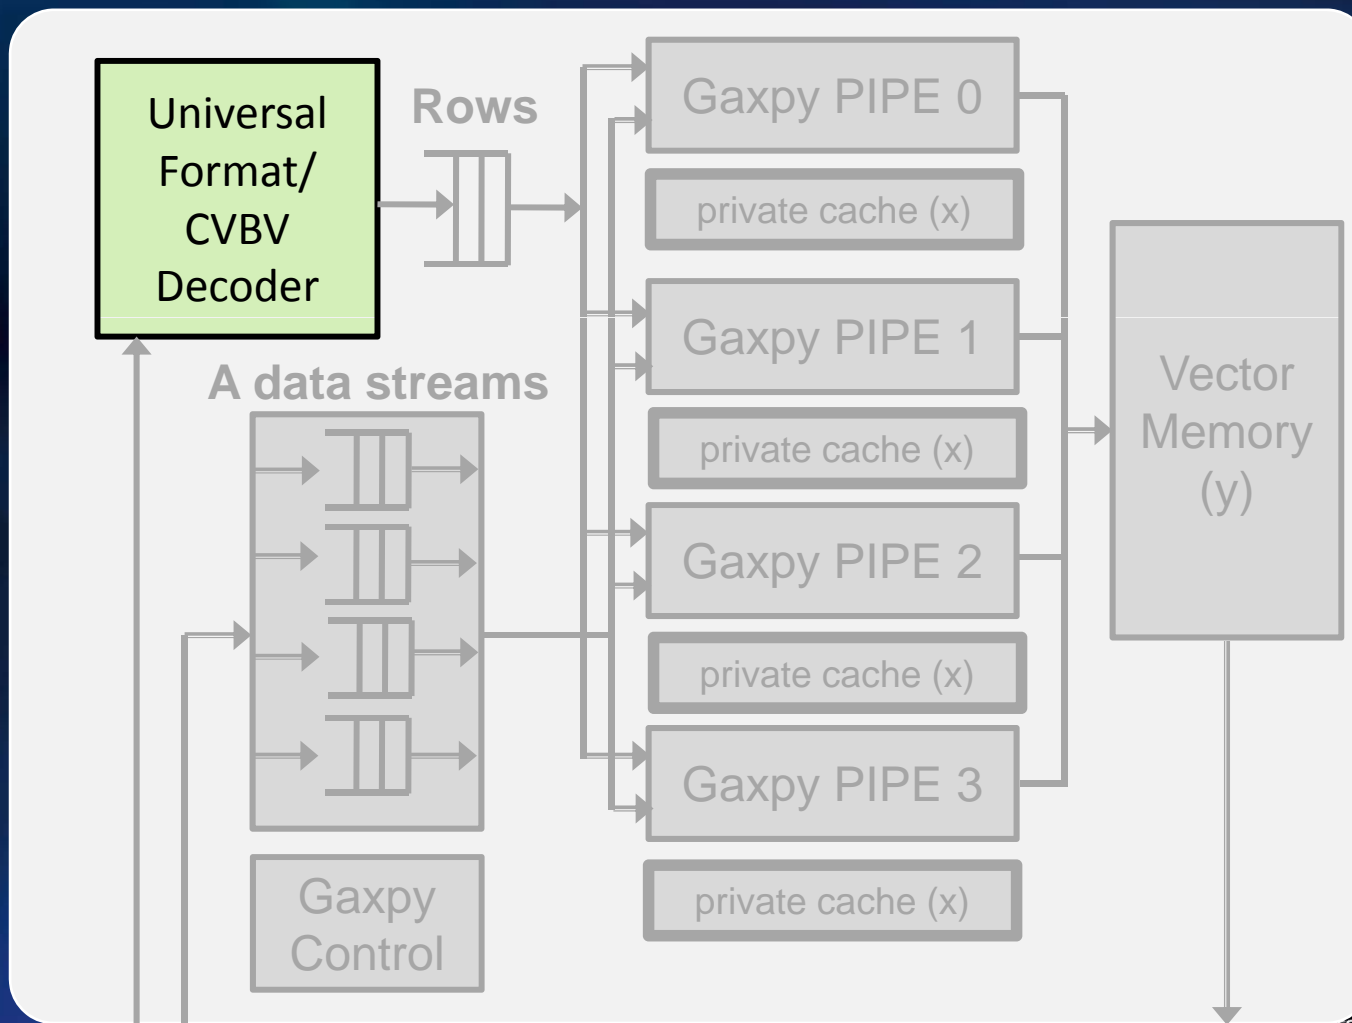 Universal
Format/
CVBV
Decoder
Rows
A data streams
Gaxpy
Control
Gaxpy PIPE 0
private cache (x)
Gaxpy PIPE 1
private cache (x)
Gaxpy PIPE 2
private cache (x)
Gaxpy PIPE 3
private cache (x)
Vector
Memory
(y)